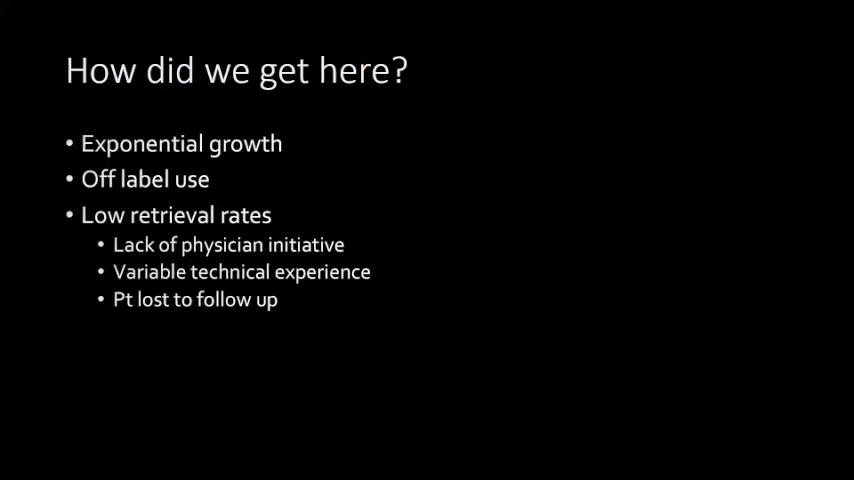 How did we get here?
• Exponential growth
• Off label use
• Low retrieval rates
• Lack of physician initiative
• Variable technical experience
• Pt lost to follow up